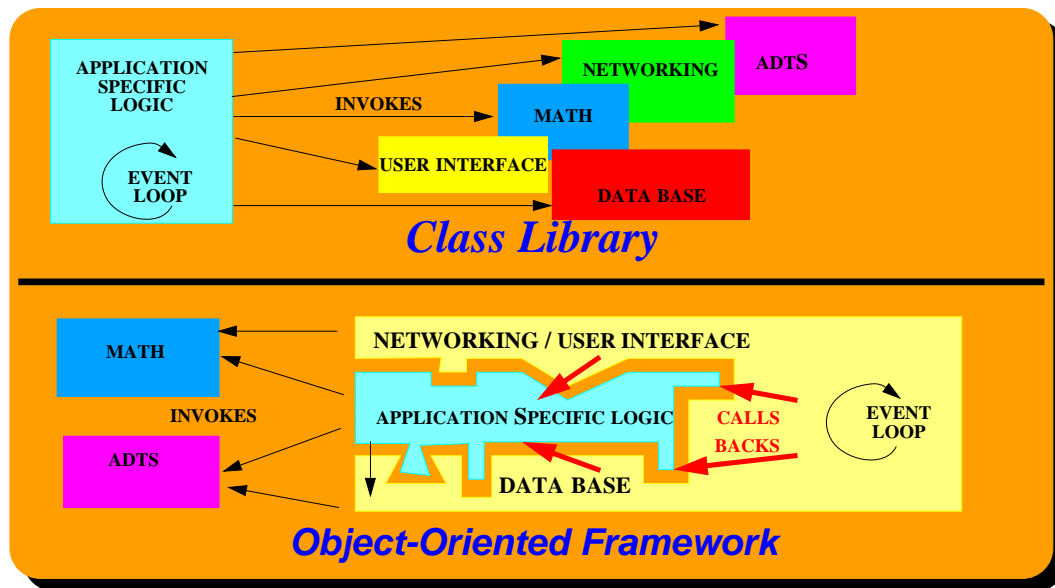 APPLICATION
SPECIFIC
LOGIC
EVENT
LOOP
INVOKES
ADTS
NETWORKING
MATH
USER INTERFACE
DATA BASE
Class Library
MATH
INVOKES
ADTS
NETWORKING / USER INTERFACE
APPLICATION SPECIFIC LOGIC
CALLS
BACKS
EVENT
LOOP
DATA BASE
Object-Oriented Framework